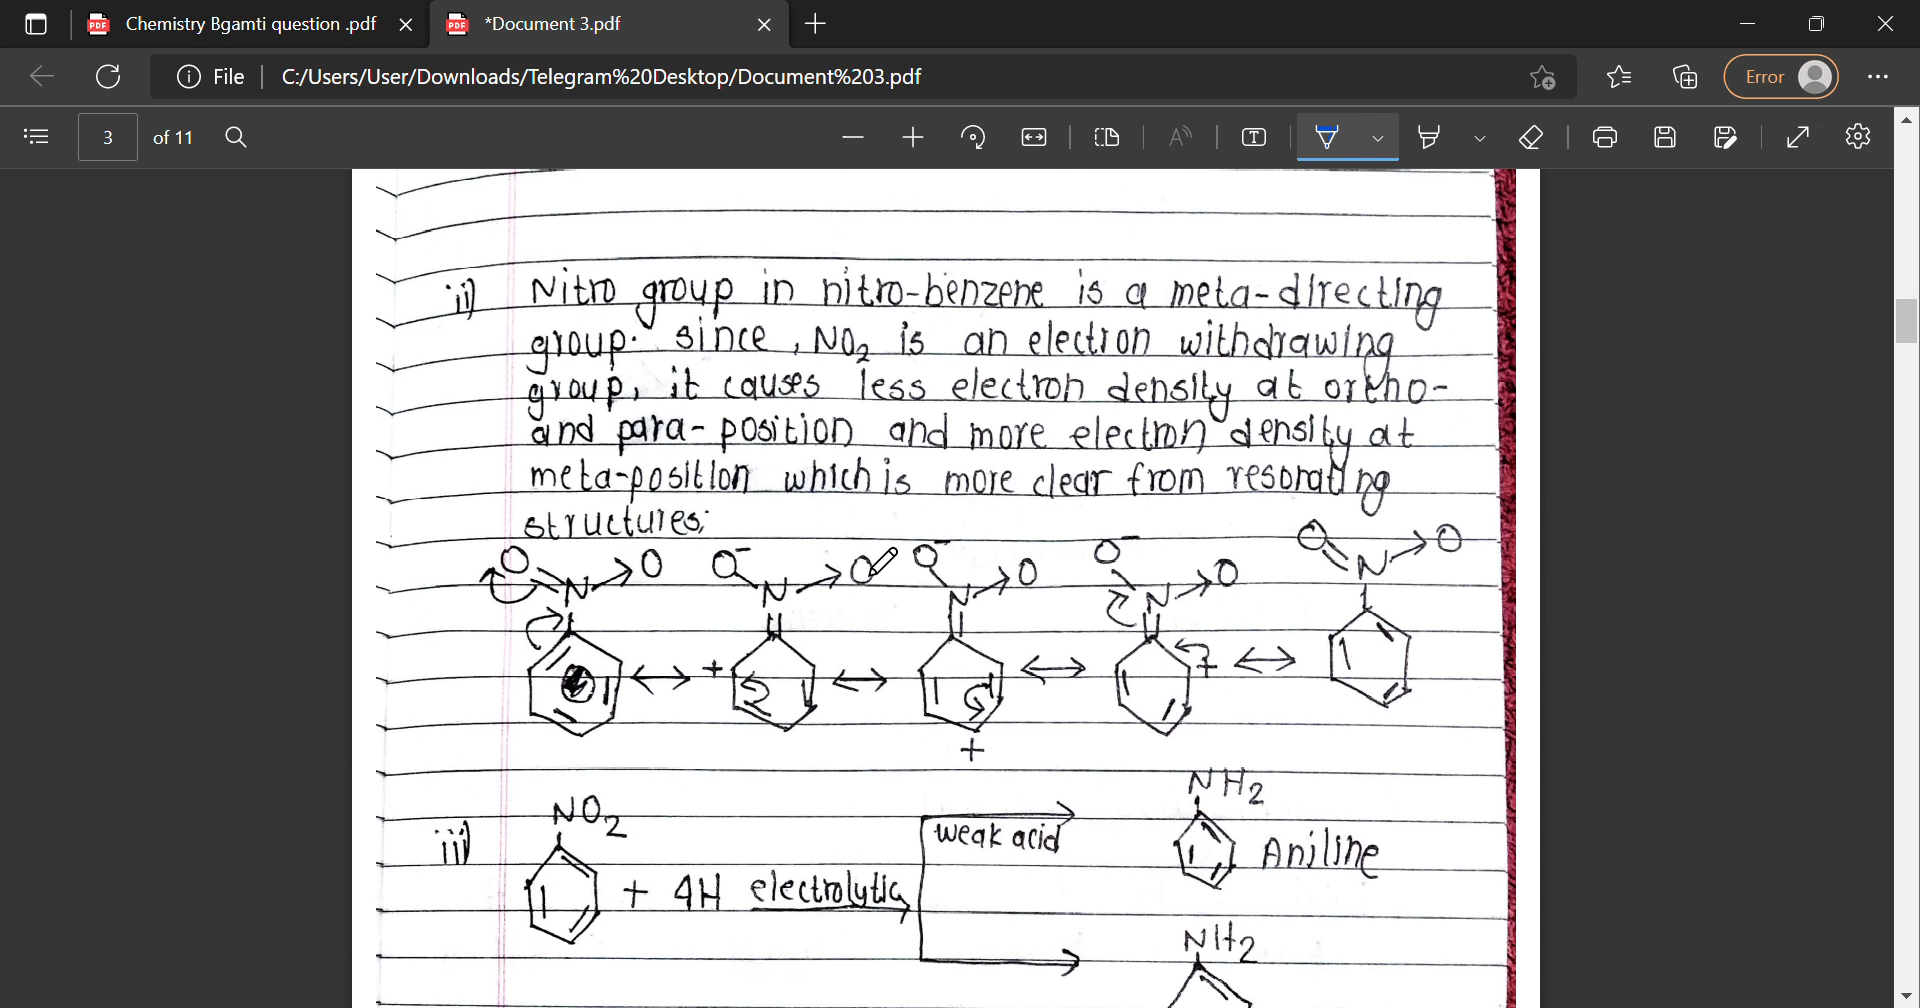 Chemistry Bgamti question .pdf
*Document 3.pdf
File
C:/Users/User/Downloads/Telegram%20Desktop/Document%203.pdf
Error
3 of 11
ii) Nitro group in nitro-benzene is a meta-directing
group. since, NO2 is an electron withdrawing
group, it causes less electron density at ortho-
and para-position and more electron density at
meta-position which is more clear from resonating
structures;
O N O O- N O O- N O O- N O O N O
+ + +
iii) NO2
+ 4H electrolytic
weak acid
NH2
Aniline
NH2